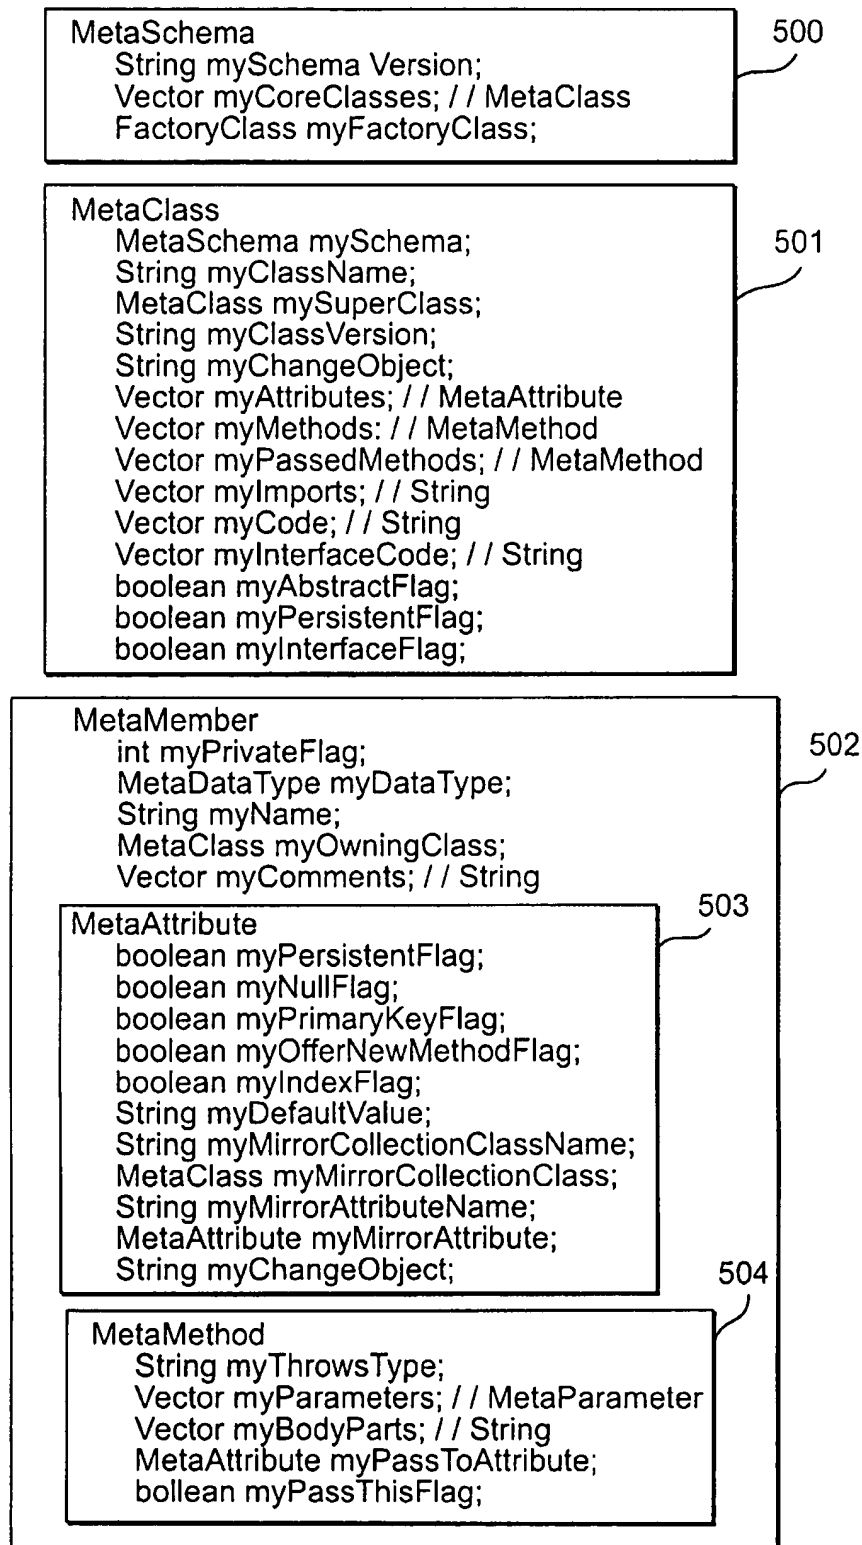 MetaSchema
String mySchema Version;
Vector myCoreClasses; / / MetaClass
FactoryClass myFactoryClass;
500
MetaClass
MetaSchema mySchema;
String myClassName;
MetaClass mySuperClass;
String myClassVersion;
String myChangeObject;
Vector myAttributes; / / MetaAttribute
Vector myMethods: / / MetaMethod
Vector myPassedMethods; / / MetaMethod
Vector myImports; / / String
Vector myCode; / / String
Vector myInterfaceCode; / / String
boolean myAbstractFlag;
boolean myPersistentFlag;
boolean myInterfaceFlag;
501
MetaMember
int myPrivateFlag;
MetaDataType myDataType;
String myName;
MetaClass myOwningClass;
Vector myComments; / / String
502
MetaAttribute
boolean myPersistentFlag;
boolean myNullFlag;
boolean myPrimaryKeyFlag;
boolean myOfferNewMethodFlag;
boolean myIndexFlag;
String myDefaultValue;
String myMirrorCollectionClassName;
MetaClass myMirrorCollectionClass;
String myMirrorAttributeName;
MetaAttribute myMirrorAttribute;
String myChangeObject;
503
MetaMethod
String myThrowsType;
Vector myParameters; / / MetaParameter
Vector myBodyParts; / / String
MetaAttribute myPassToAttribute;
bollean myPassThisFlag;
504